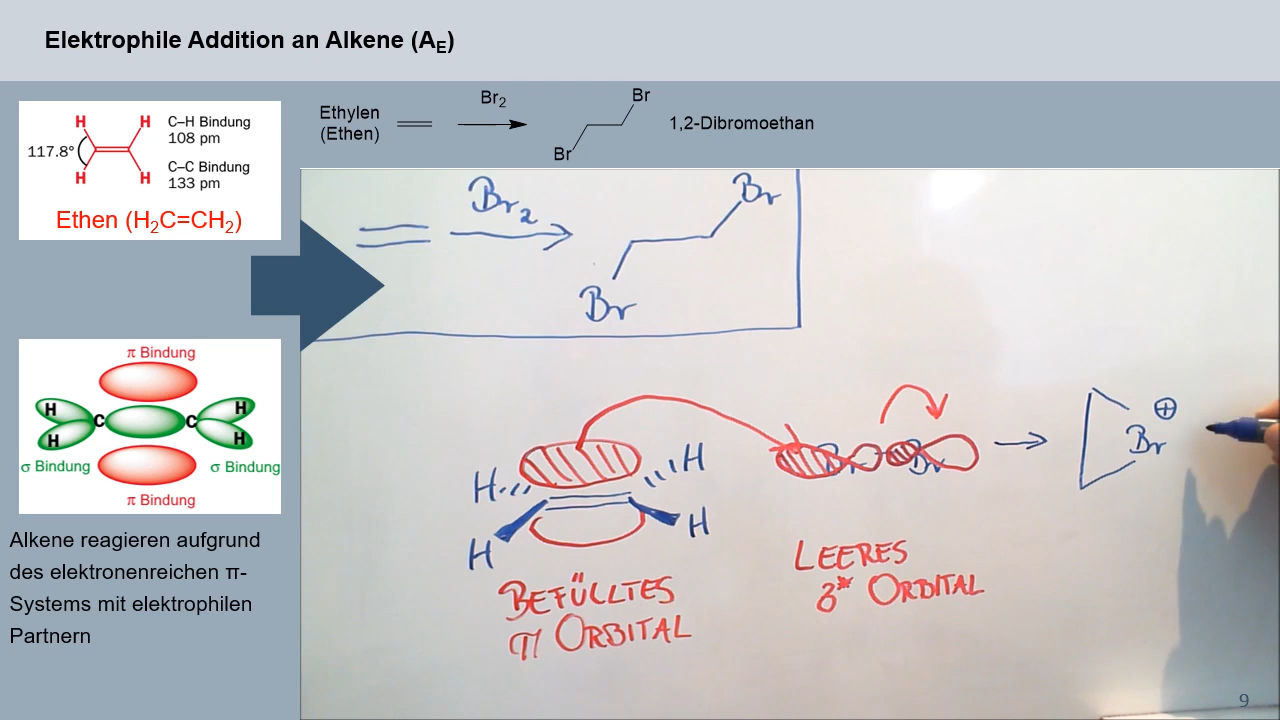 Elektrophile Addition an Alkene (AE)
H H
H H
117.8°
C–H Bindung
108 pm
C–C Bindung
133 pm
Ethen (H2C=CH2)
Ethylen
(Ethen)
Br2
Br
Br
1,2-Dibromoethan
Br2
Br
Br
π Bindung
H H
C C
H H
σ Bindung σ Bindung
π Bindung
Alkene reagieren aufgrund
des elektronenreichen π-
Systems mit elektrophilen
Partnern
H H
H H
Br–Br
Br ⊕
BEFÜLLTES
π ORBITAL
LEERES
σ* ORBITAL
9